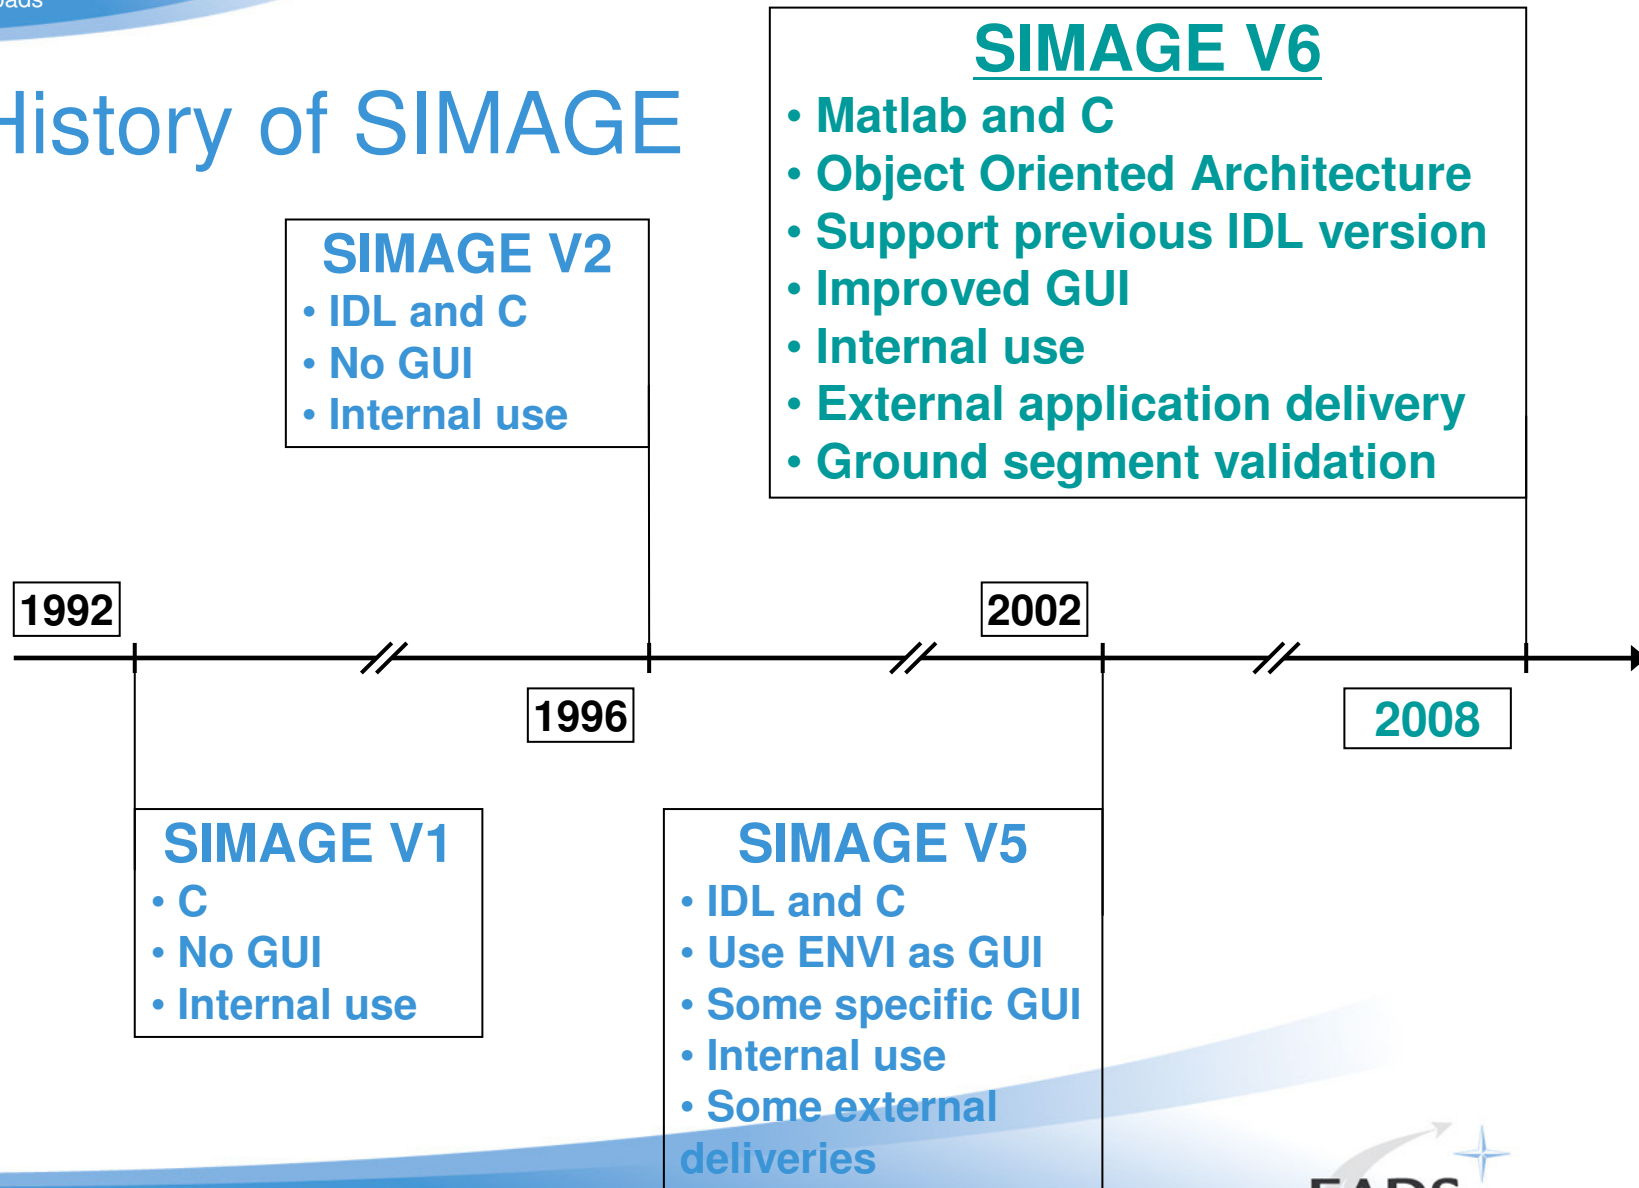 History of SIMAGE
SIMAGE V6
• Matlab and C
• Object Oriented Architecture
• Support previous IDL version
• Improved GUI
• Internal use
• External application delivery
• Ground segment validation
SIMAGE V2
• IDL and C
• No GUI
• Internal use
1992
2002
1996
2008
SIMAGE V1
• C
• No GUI
• Internal use
SIMAGE V5
• IDL and C
• Use ENVI as GUI
• Some specific GUI
• Internal use
• Some external
deliveries
EADS